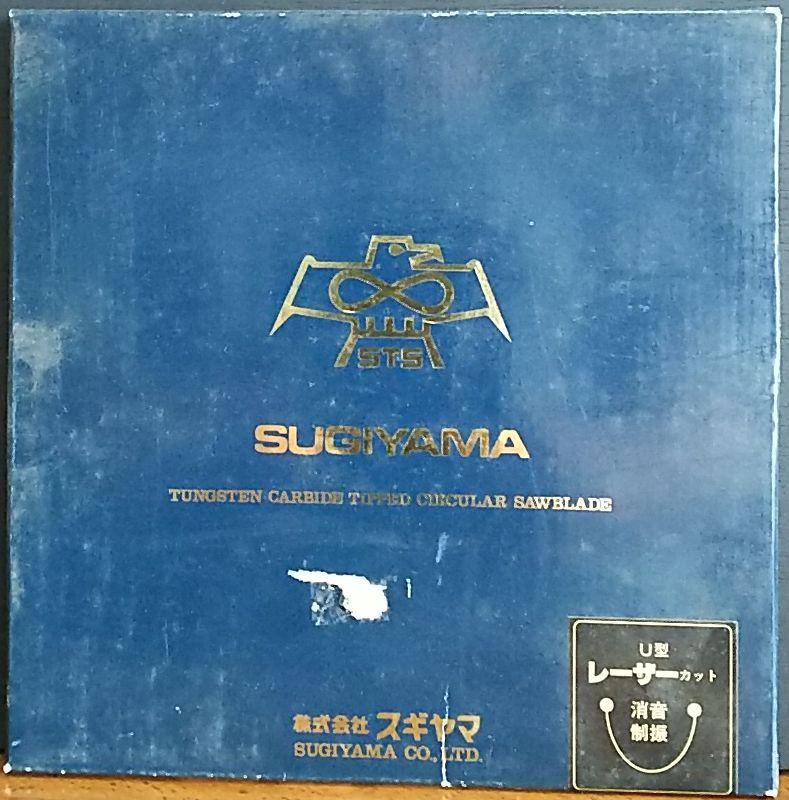 STS
SUGIYAMA
TUNGSTEN CARBIDE TIPPED CIRCULAR SAWBLADE
U型
レーザーカット
消音
制振
株式会社 スギヤマ
SUGIYAMA CO., LTD.